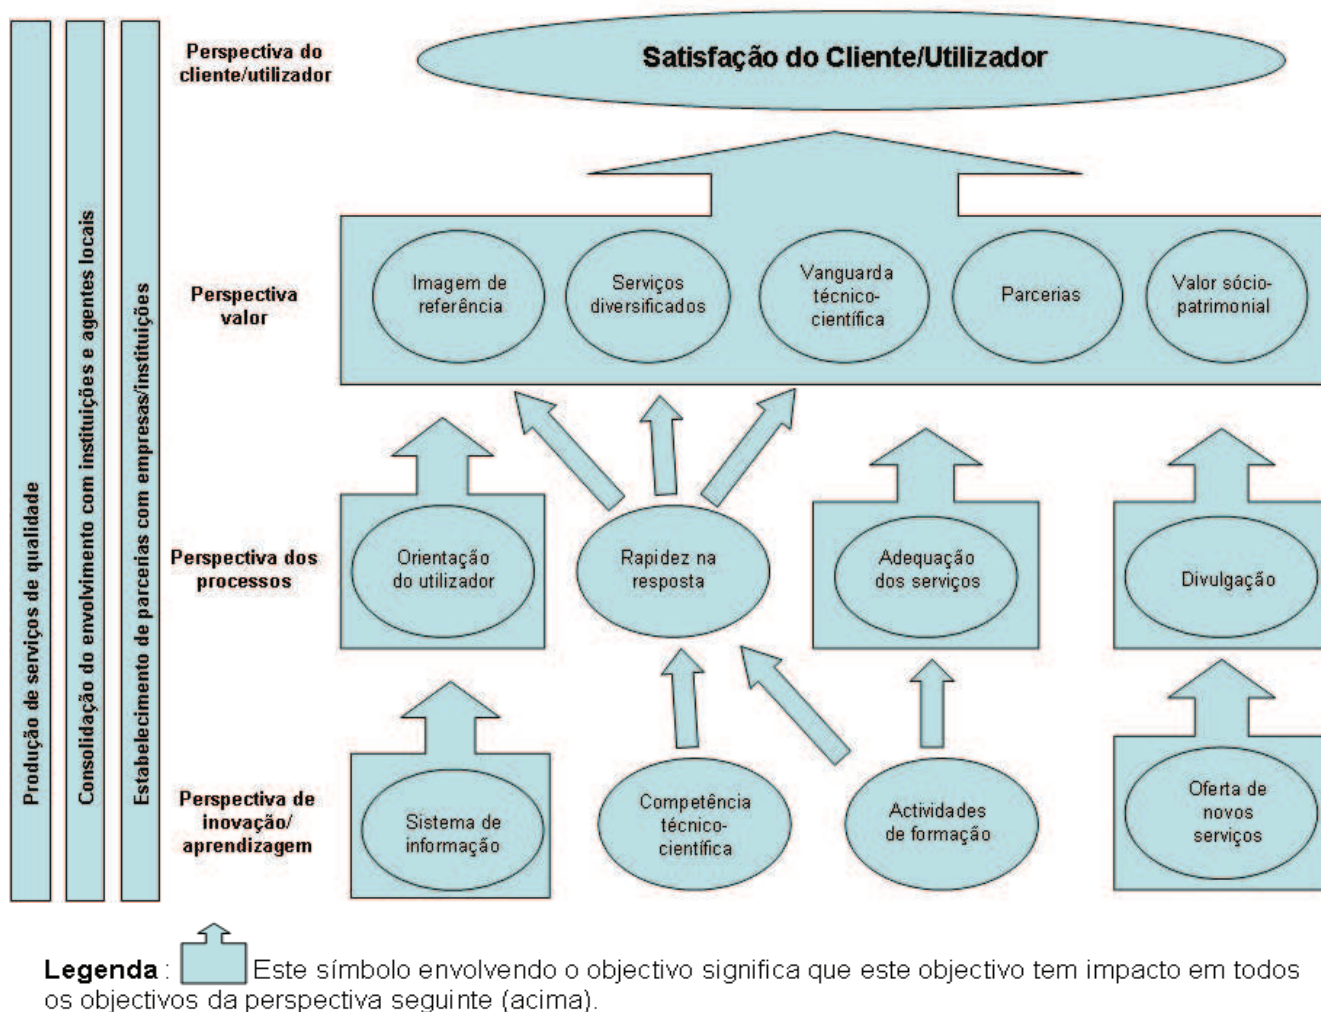 Produção de serviços de qualidade
Consolidação do envolvimento com instituições e agentes locais
Estabelecimento de parcerias com empresas/instituições
Perspectiva do
cliente/utilizador
Satisfação do Cliente/Utilizador
Perspectiva
valor
Imagem de
referência
Serviços
diversificados
Vanguarda
técnico-
científica
Parcerias
Valor sócio-
patrimonial
Perspectiva dos
processos
Orientação
do utilizador
Rapidez na
resposta
Adequação
dos serviços
Divulgação
Perspectiva de
inovação/
aprendizagem
Sistema de
informação
Competência
técnico-
científica
Actividades
de formação
Oferta de
novos
serviços
Legenda : Este símbolo envolvendo o objectivo significa que este objectivo tem impacto em todos
os objectivos da perspectiva seguinte (acima).